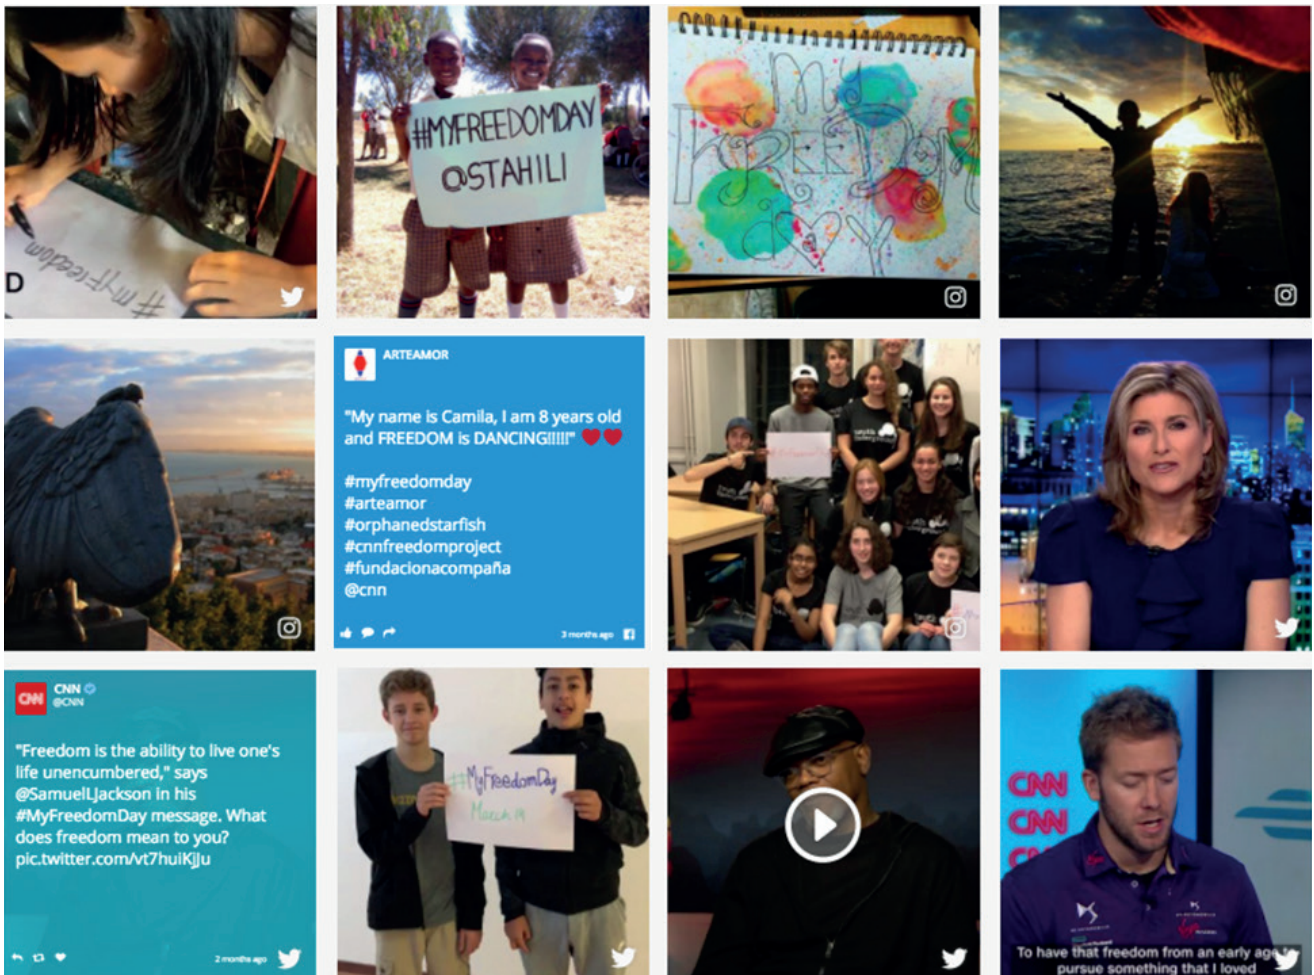 #MyFreedom
D
#MYFREEDOMDAY
@STAHILI
My
FREEDOM
DAY
ARTEAMOR
"My name is Camila, I am 8 years old
and FREEDOM is DANCING!!!!!" ❤❤
#myfreedomday
#arteamor
#orphanedstarfish
#cnnfreedomproject
#fundacionacompaña
@cnn
3 months ago
CNN
CNN
@CNN
"Freedom is the ability to live one's
life unencumbered," says
@SamuelLJackson in his
#MyFreedomDay message. What
does freedom mean to you?
pic.twitter.com/vt7huiKjJu
2 months ago
#MyFreedomDay
March 14
CNN
CNN
Virgin
To have that freedom from an early age to
pursue something that I loved